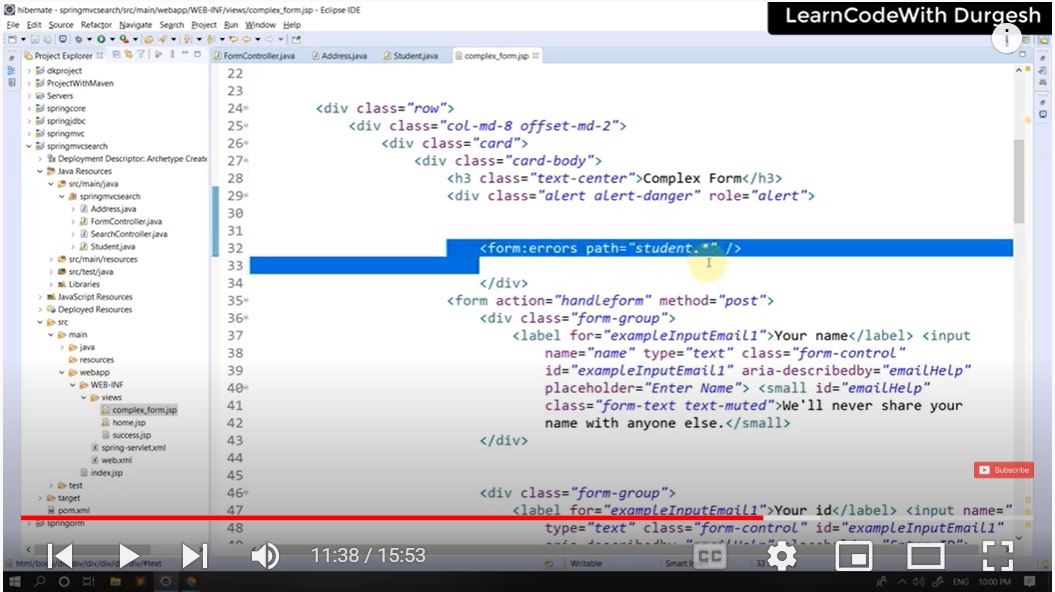 hibernate - springmvcsearch/src/main/webapp/WEB-INF/views/complex_form.jsp - Eclipse IDE
LearnCodeWith Durgesh
File Edit Source Refactor Navigate Search Project Run Window Help
Project Explorer
FormController.java
Address.java
Student.java
complex_form.jsp
dkproject
ProjectWithMaven
Servers
springcore
springjdbc
springmvc
springmvcsearch
Deployment Descriptor: Archetype Create
Java Resources
src/main/java
springmvcsearch
Address.java
FormController.java
SearchController.java
Student.java
src/main/resources
src/test/java
Libraries
JavaScript Resources
Deployed Resources
src
main
java
resources
webapp
WEB-INF
views
complex_form.jsp
home.jsp
success.jsp
spring-servlet.xml
web.xml
index.jsp
test
target
pom.xml
springorm
22
23
24 <div class="row">
25 <div class="col-md-8 offset-md-2">
26 <div class="card">
27 <div class="card-body">
28 <h3 class="text-center">Complex Form</h3>
29 <div class="alert alert-danger" role="alert">
30
31
32 <form:errors path="student.*" />
33
34 </div>
35 <form action="handleform" method="post">
36 <div class="form-group">
37 <label for="exampleInputEmail1">Your name</label> <input
38 name="name" type="text" class="form-control"
39 id="exampleInputEmail1" aria-describedby="emailHelp"
40 placeholder="Enter Name"> <small id="emailHelp"
41 class="form-text text-muted">We'll never share your
42 name with anyone else.</small>
43 </div>
44
45
46 <div class="form-group">
47 <label for="exampleInputEmail1">Your id</label> <input name="
48 type="text" class="form-control" id="exampleInputEmail1"
Subscribe
11:38 / 15:53
CC
Writable
Smart
ENG 10:00 PM